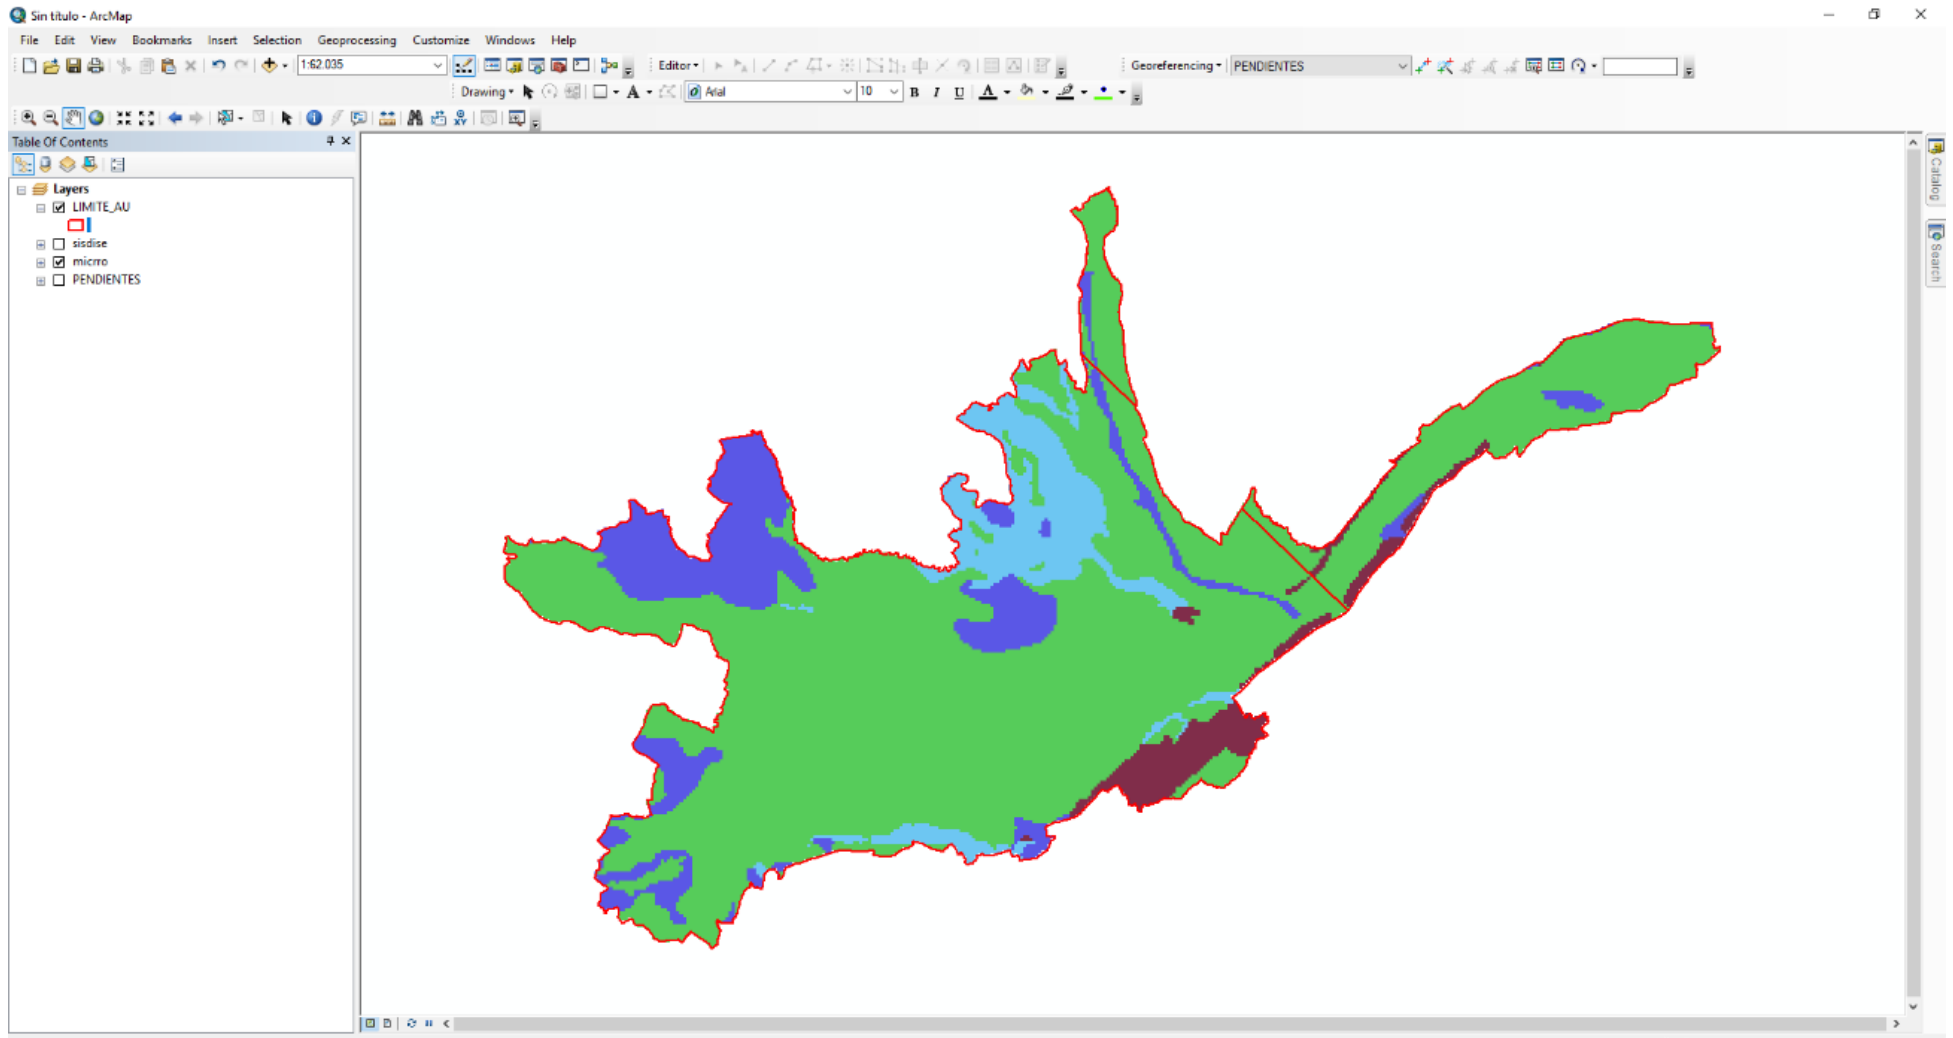 Sin título - ArcMap
File Edit View Bookmarks Insert Selection Geoprocessing Customize Windows Help
1:62.035 Editor Georeferencing PENDIENTES
Drawing A Arial 10 B I U A
Table Of Contents
Layers
LIMITE_AU
sisdise
micrro
PENDIENTES
Catalog
Search